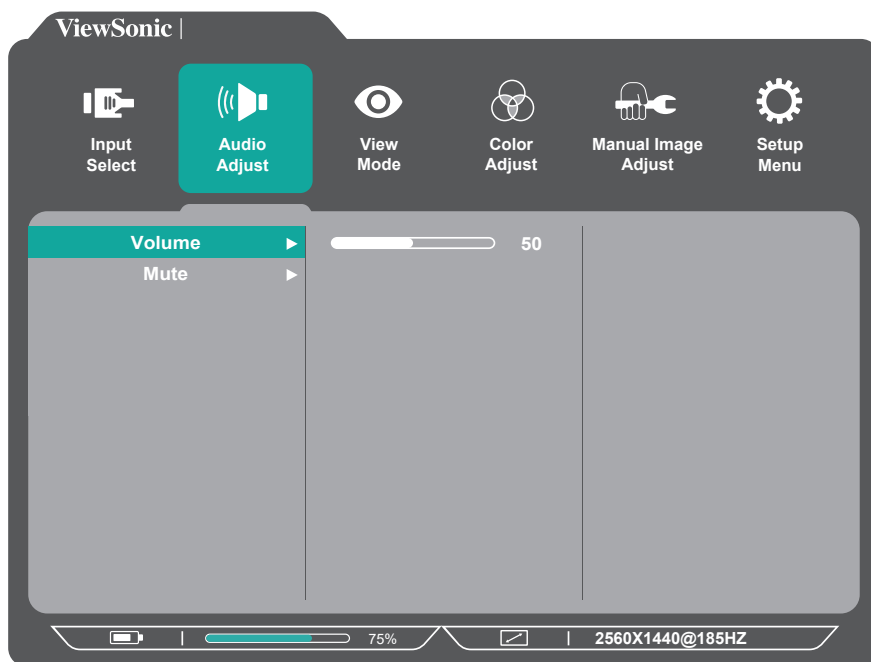 ViewSonic
Input Select
Audio Adjust
View Mode
Color Adjust
Manual Image Adjust
Setup Menu
Volume
50
Mute
75%
2560X1440@185HZ